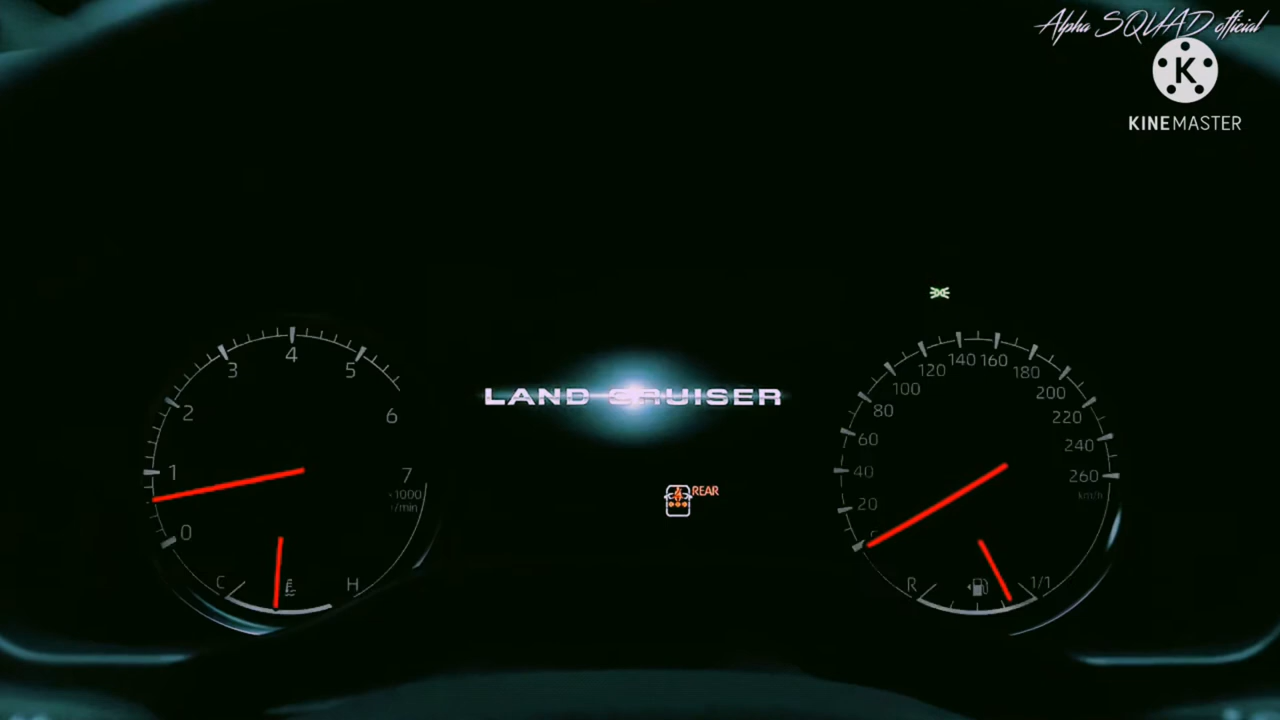 Alpha SQUAD official
K
KINEMASTER
LAND CRUISER
REAR
0
1
2
3
4
5
6
7
×1000
r/min
C
H
0
20
40
60
80
100
120
140
160
180
200
220
240
260
km/h
R
1/1